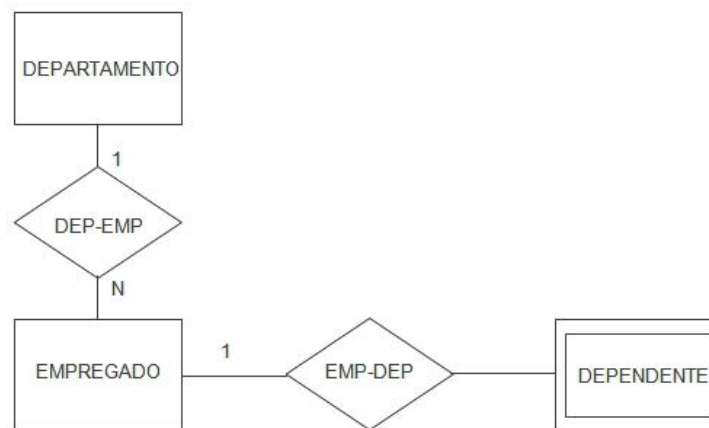 DEPARTAMENTO
1
DEP-EMP
N
EMPREGADO
1
EMP-DEP
DEPENDENTE